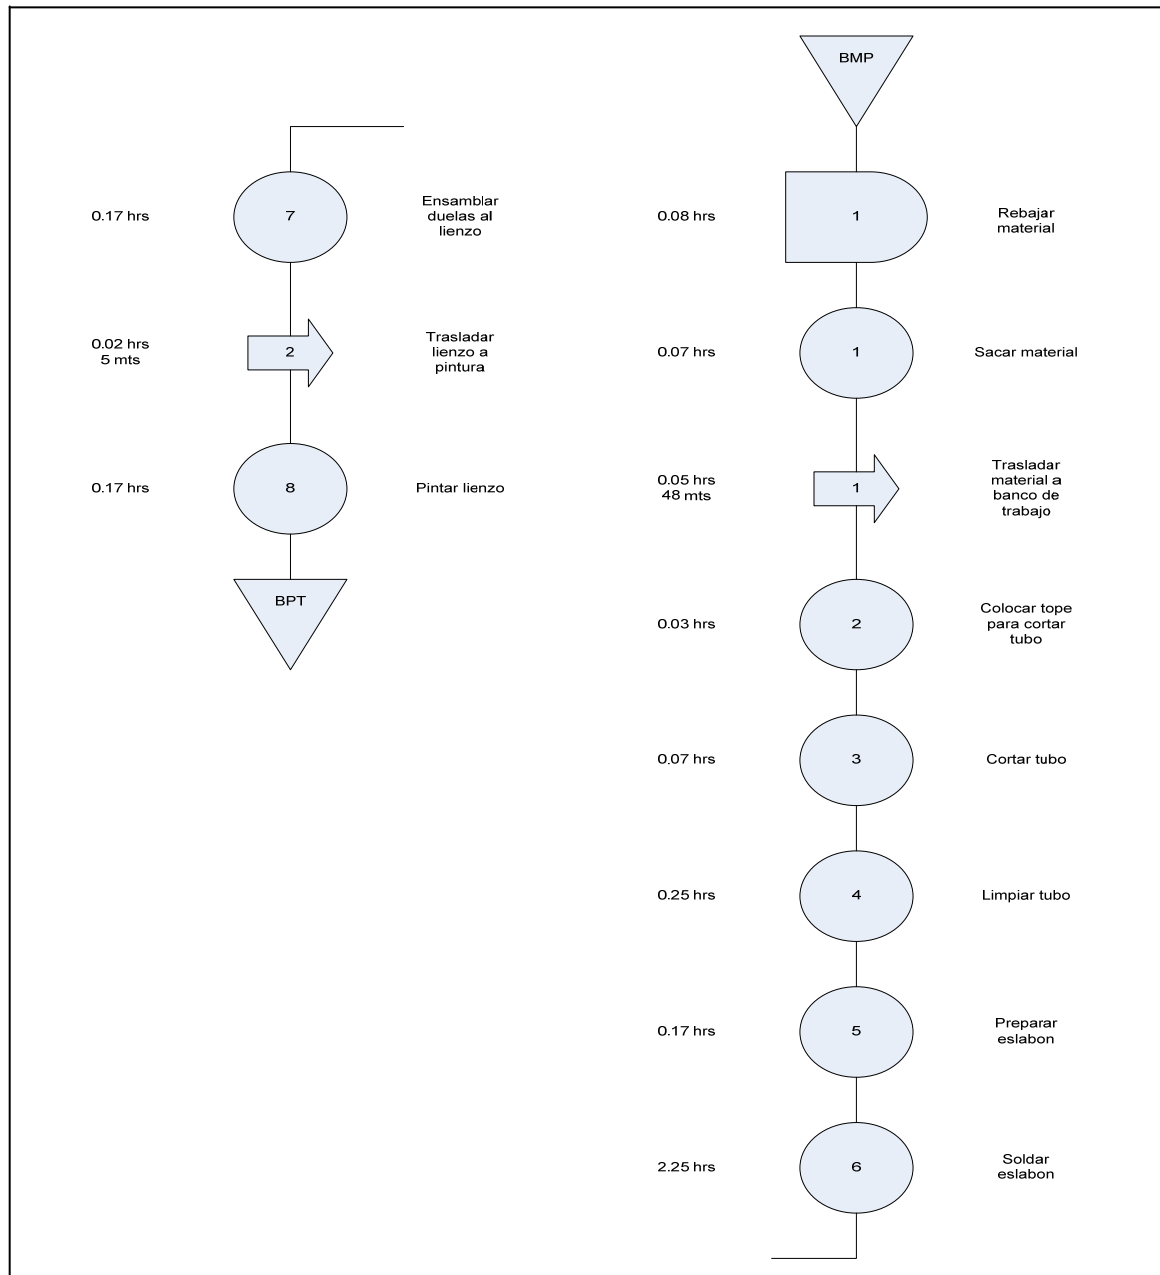 BMP
0.08 hrs
1
Rebajar
material
0.07 hrs
1
Sacar material
0.05 hrs
48 mts
1
Trasladar
material a
banco de
trabajo
0.03 hrs
2
Colocar tope
para cortar
tubo
0.07 hrs
3
Cortar tubo
0.25 hrs
4
Limpiar tubo
0.17 hrs
5
Preparar
eslabon
2.25 hrs
6
Soldar
eslabon
0.17 hrs
7
Ensamblar
duelas al
lienzo
0.02 hrs
5 mts
2
Trasladar
lienzo a
pintura
0.17 hrs
8
Pintar lienzo
BPT